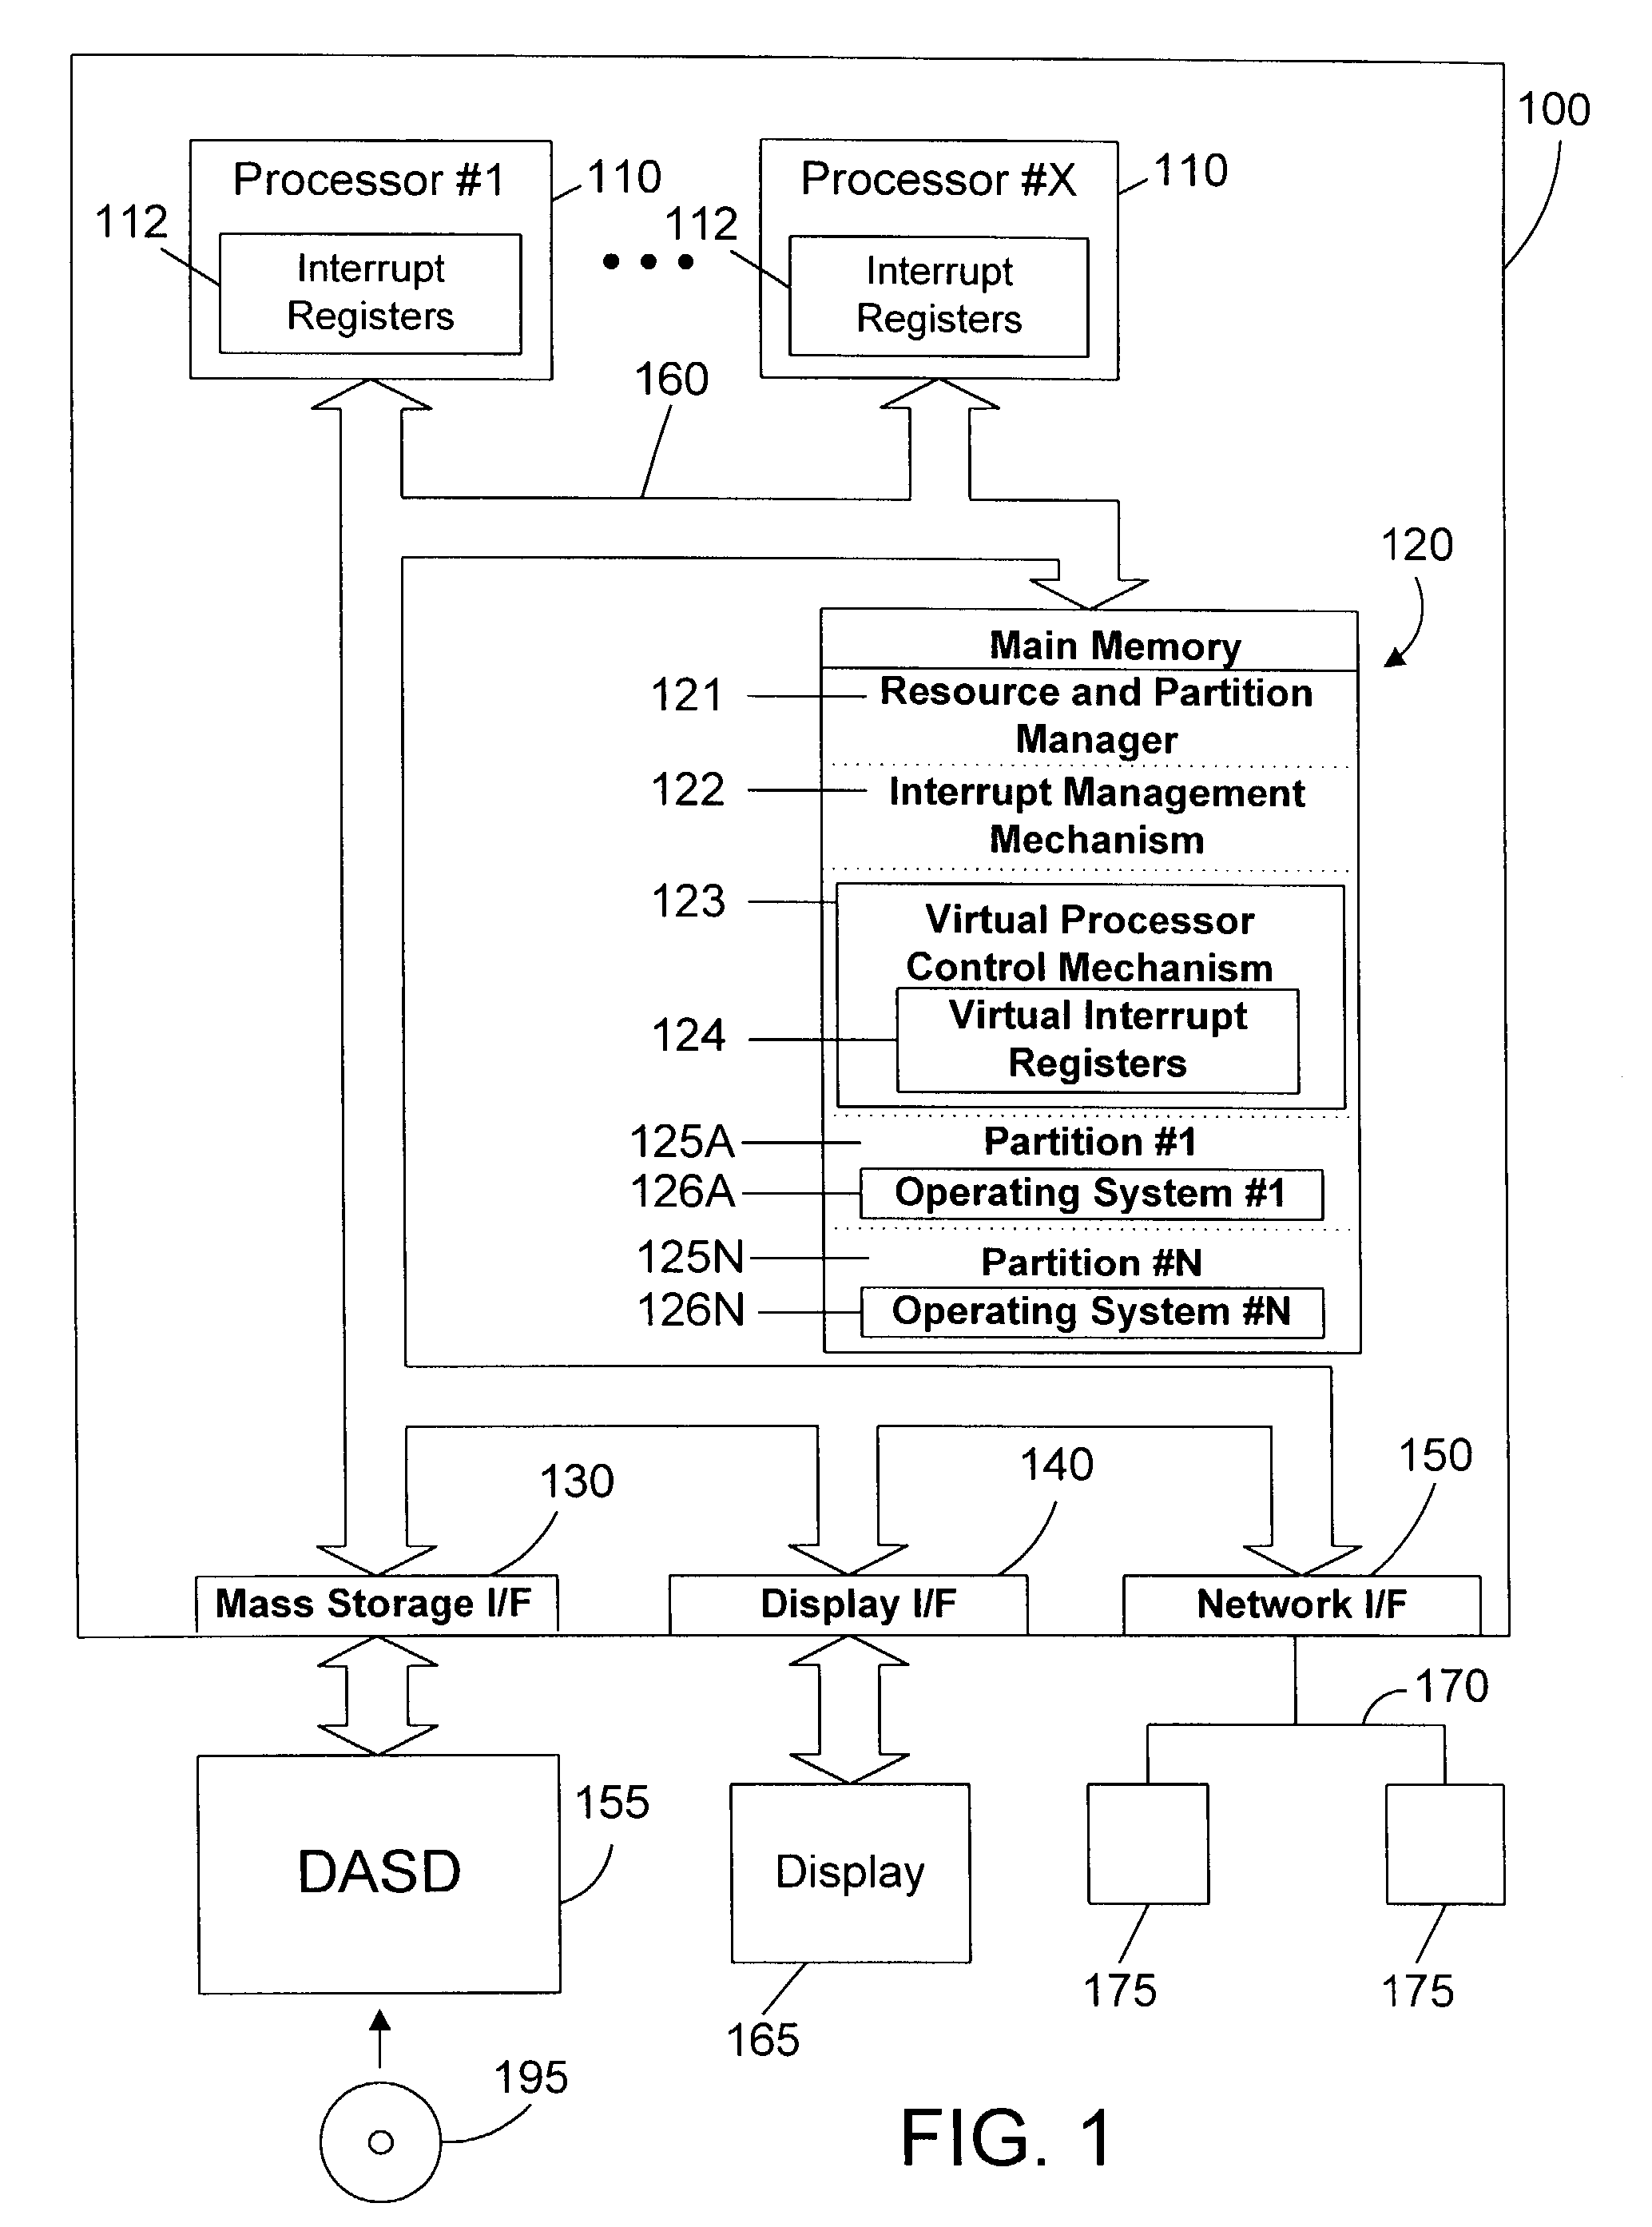 100
Processor #1
110
Processor #X
110
112
Interrupt
Registers
112
Interrupt
Registers
160
120
Main Memory
121
Resource and Partition
Manager
122
Interrupt Management
Mechanism
123
Virtual Processor
Control Mechanism
124
Virtual Interrupt
Registers
125A
Partition #1
126A
Operating System #1
125N
Partition #N
126N
Operating System #N
130
140
150
Mass Storage I/F
Display I/F
Network I/F
170
155
DASD
Display
175
175
165
195
FIG. 1